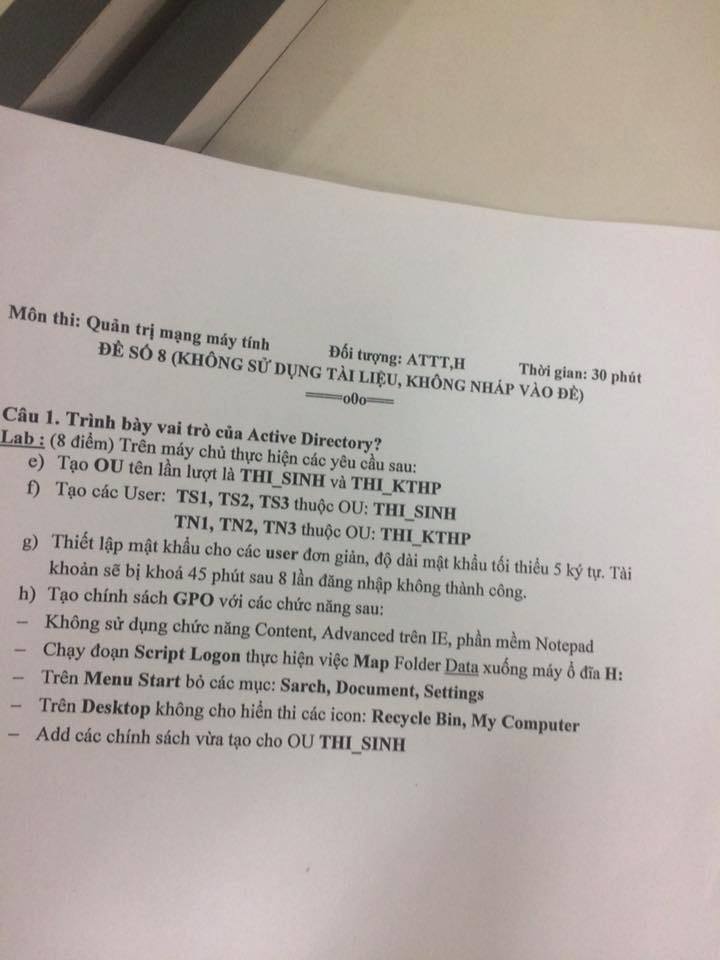 Môn thi: Quản trị mạng máy tính Đối tượng: ATTT,H Thời gian: 30 phút
ĐỀ SÓ 8 (KHÔNG SỬ DỤNG TÀI LIỆU, KHÔNG NHÁP VÀO ĐỀ)
=====o0o=====
Câu 1. Trình bày vai trò của Active Directory?
Lab : (8 điểm) Trên máy chủ thực hiện các yêu cầu sau:
e) Tạo OU tên lần lượt là THI_SINH và THI_KTHP
f) Tạo các User: TS1, TS2, TS3 thuộc OU: THI_SINH
TN1, TN2, TN3 thuộc OU: THI_KTHP
g) Thiết lập mật khẩu cho các user đơn giản, độ dài mật khẩu tối thiểu 5 ký tự. Tài
khoản sẽ bị khoá 45 phút sau 8 lần đăng nhập không thành công.
h) Tạo chính sách GPO với các chức năng sau:
– Không sử dụng chức năng Content, Advanced trên IE, phần mềm Notepad
– Chạy đoạn Script Logon thực hiện việc Map Folder Data xuống máy ổ đĩa H:
– Trên Menu Start bỏ các mục: Sarch, Document, Settings
– Trên Desktop không cho hiển thi các icon: Recycle Bin, My Computer
– Add các chính sách vừa tạo cho OU THI_SINH